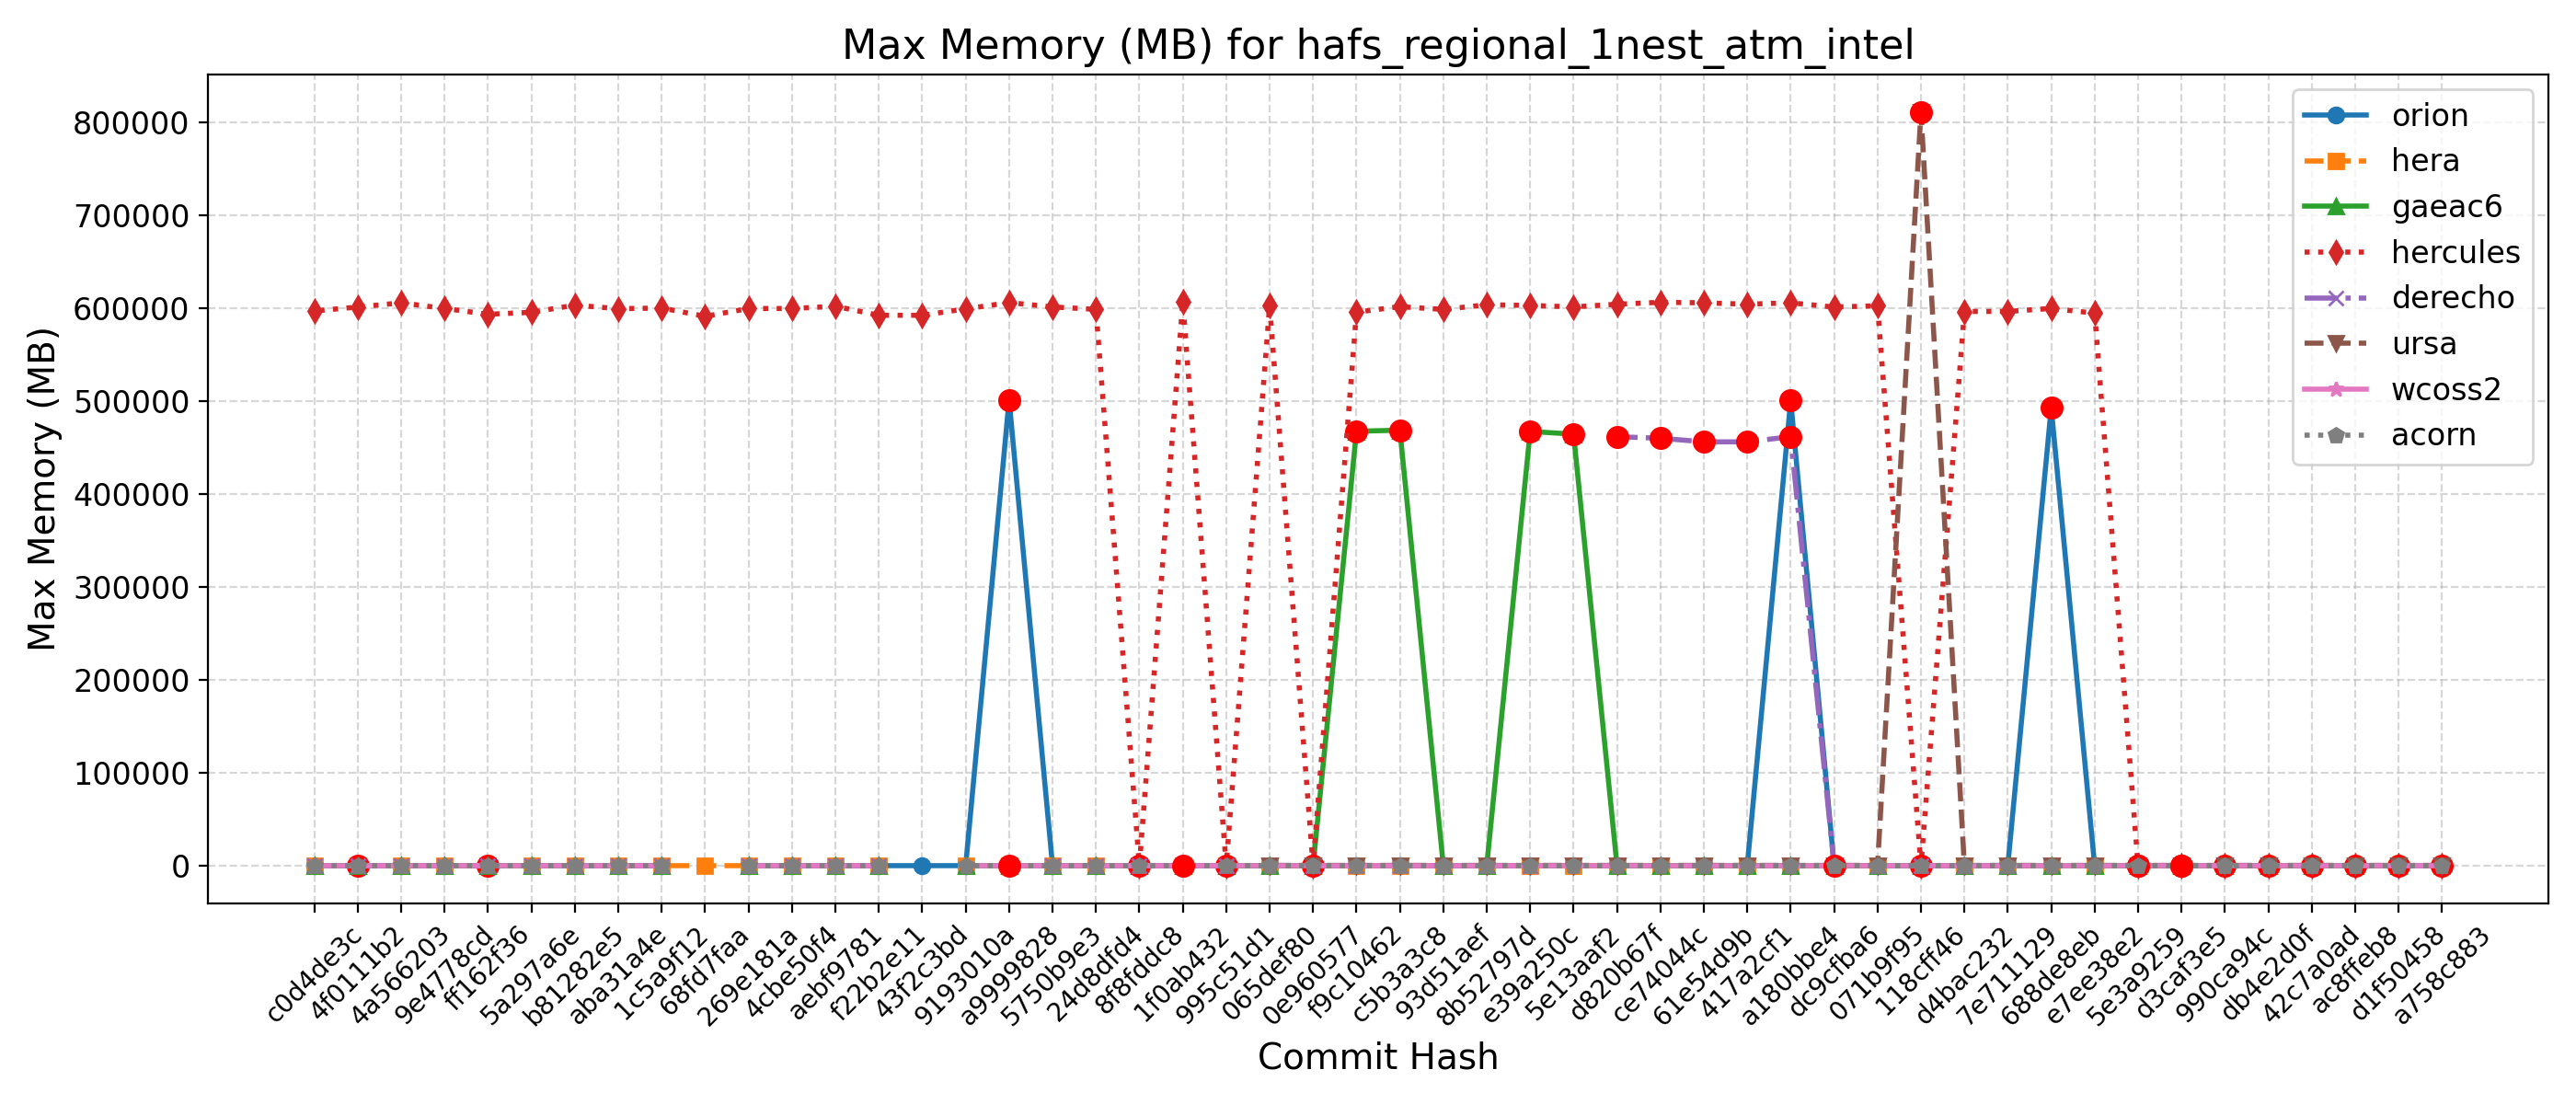 Max Memory (MB) for hafs_regional_1nest_atm_intel
Max Memory (MB)
800000
700000
600000
500000
400000
300000
200000
100000
0
orion
hera
gaeac6
hercules
derecho
ursa
wcoss2
acorn
c0d4de3c
4f0111b2
4a566203
9e4778cd
ff162f36
5a297a6e
b81282e5
aba31a4e
1c5a9f12
68fd7faa
269e181a
4cbe50f4
aebf9781
f22b2e11
43f2c3bd
9193010a
a9999828
5750b9e3
24d8dfd4
8f8fddc8
1f0ab432
995c51d1
065def80
0e960577
f9c10462
c5b3a3c8
93d51aef
8b52797d
e39a250c
5e13aaf2
d820b67f
ce74044c
61e54d9b
417a2cf1
a180bbe4
dc9cfba6
071b9f95
118cff46
d4bac232
7e711129
688de8eb
e7ee38e2
5e3a9259
d3caf3e5
990ca94c
db4e2d0f
42c7a0ad
ac8ffeb8
d1f50458
a758c883
Commit Hash